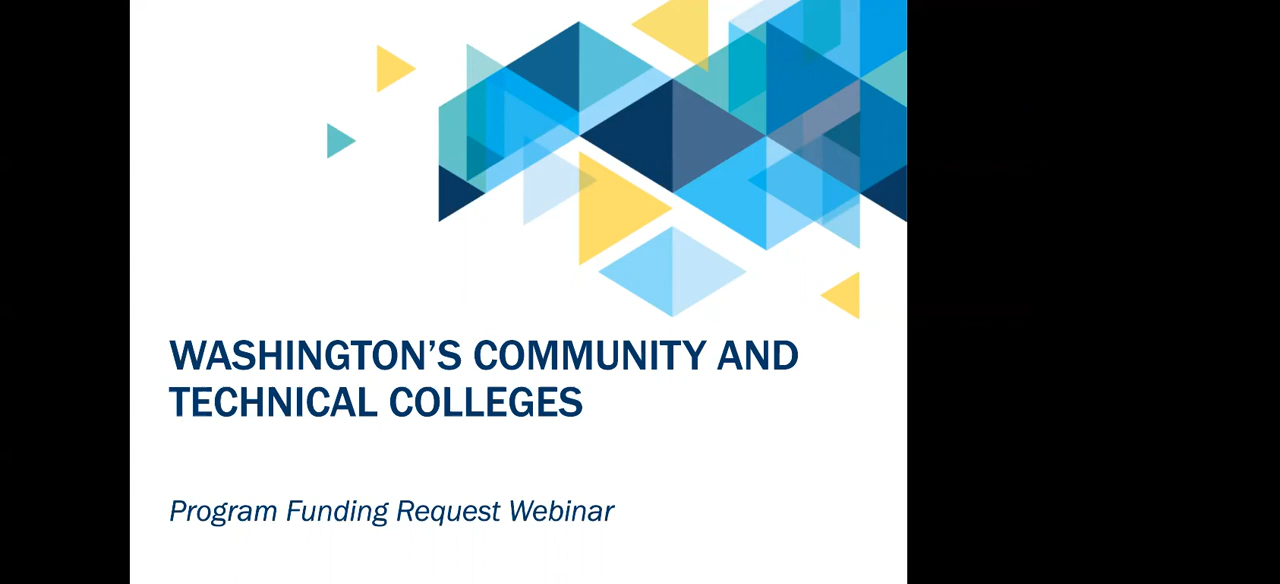 WASHINGTON’S COMMUNITY AND
TECHNICAL COLLEGES
Program Funding Request Webinar